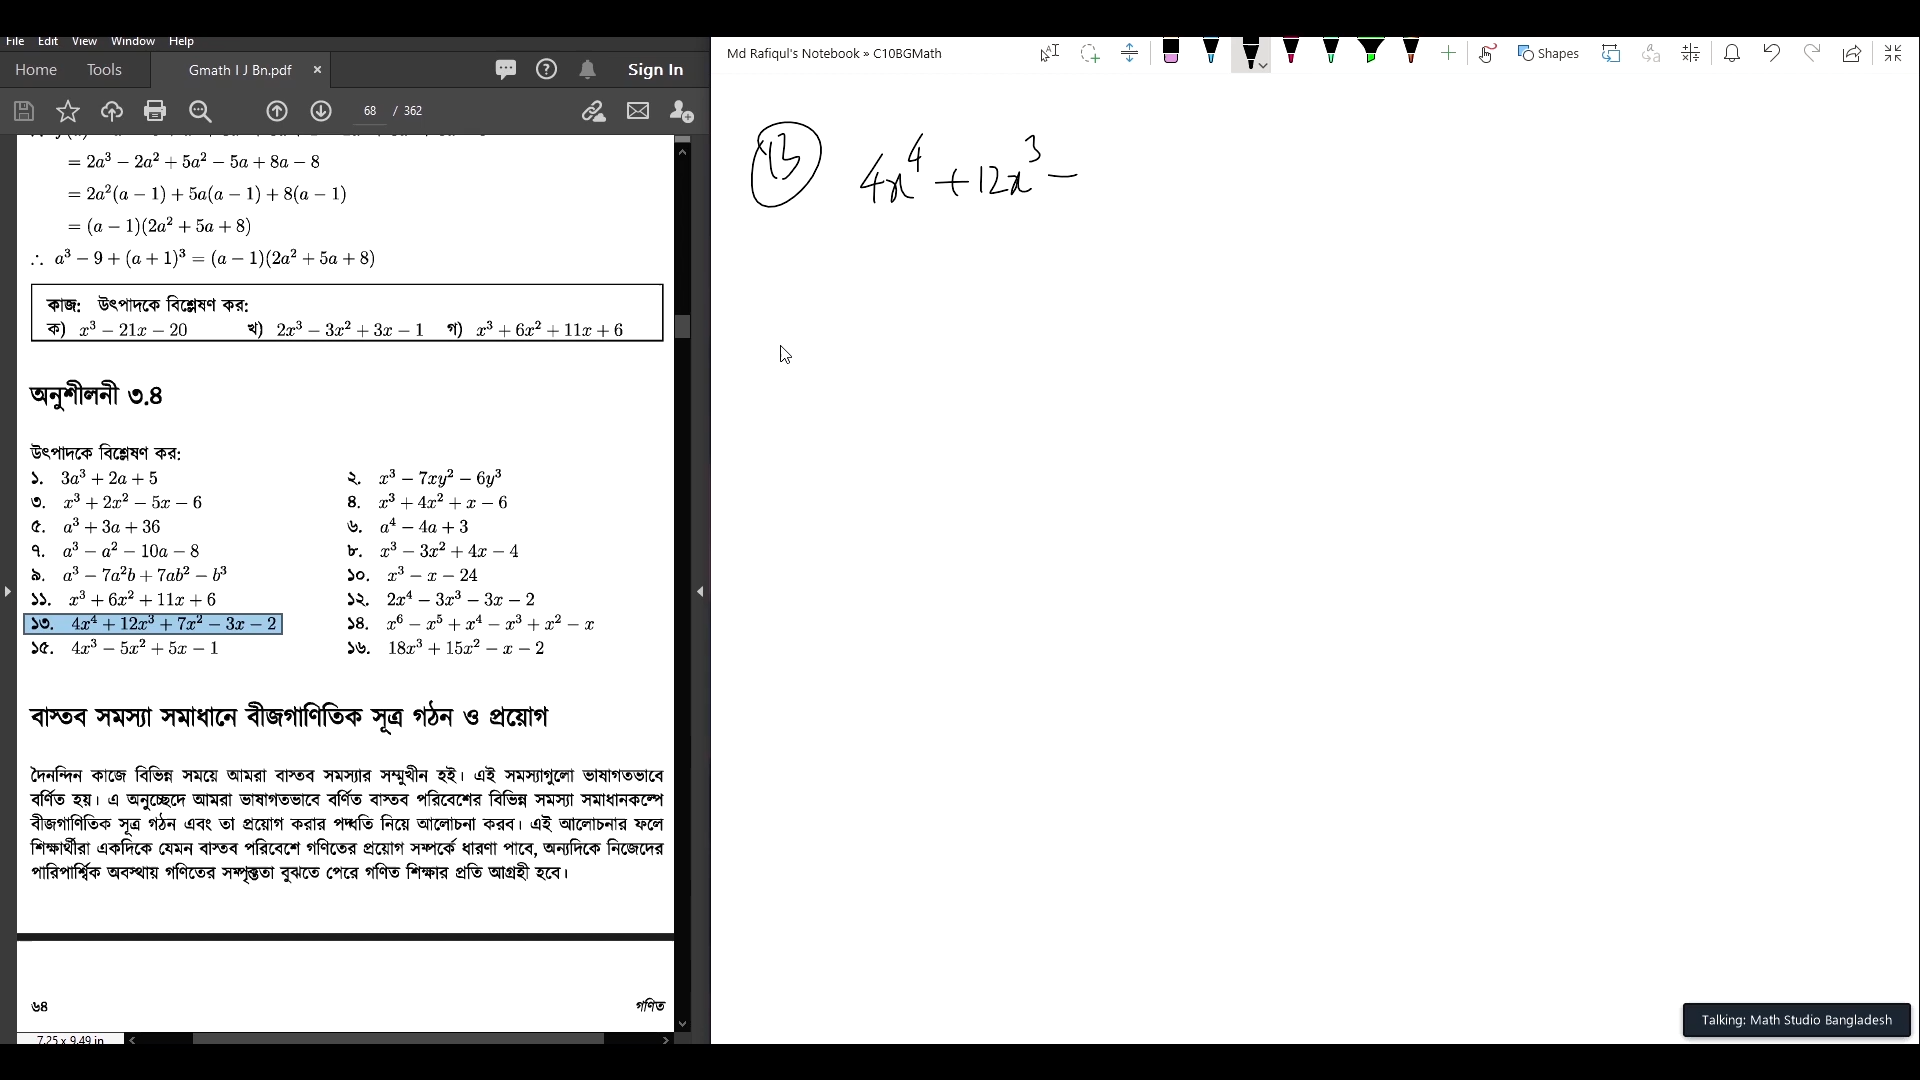 File Edit View Window Help
Home Tools Gmath I J Bn.pdf × Sign In
68 / 362
= 2a³ − 2a² + 5a² − 5a + 8a − 8
= 2a²(a − 1) + 5a(a − 1) + 8(a − 1)
= (a − 1)(2a² + 5a + 8)
∴ a³ − 9 + (a + 1)³ = (a − 1)(2a² + 5a + 8)
কাজ: উৎপাদকে বিশ্লেষণ কর:
ক) x³ − 21x − 20 খ) 2x³ − 3x² + 3x − 1 গ) x³ + 6x² + 11x + 6
অনুশীলনী ৩.৪
উৎপাদকে বিশ্লেষণ কর:
১. 3a³ + 2a + 5 ২. x³ − 7xy² − 6y³
৩. x³ + 2x² − 5x − 6 ৪. x³ + 4x² + x − 6
৫. a³ + 3a + 36 ৬. a⁴ − 4a + 3
৭. a³ − a² − 10a − 8 ৮. x³ − 3x² + 4x − 4
৯. a³ − 7a²b + 7ab² − b³ ১০. x³ − x − 24
১১. x³ + 6x² + 11x + 6 ১২. 2x⁴ − 3x³ − 3x − 2
১৩. 4x⁴ + 12x³ + 7x² − 3x − 2 ১৪. x⁶ − x⁵ + x⁴ − x³ + x² − x
১৫. 4x³ − 5x² + 5x − 1 ১৬. 18x³ + 15x² − x − 2
বাস্তব সমস্যা সমাধানে বীজগাণিতিক সূত্র গঠন ও প্রয়োগ
দৈনন্দিন কাজে বিভিন্ন সময়ে আমরা বাস্তব সমস্যার সম্মুখীন হই। এই সমস্যাগুলো ভাষাগতভাবে
বর্ণিত হয়। এ অনুচ্ছেদে আমরা ভাষাগতভাবে বর্ণিত বাস্তব পরিবেশের বিভিন্ন সমস্যা সমাধানকল্পে
বীজগাণিতিক সূত্র গঠন এবং তা প্রয়োগ করার পদ্ধতি নিয়ে আলোচনা করব। এই আলোচনার ফলে
শিক্ষার্থীরা একদিকে যেমন বাস্তব পরিবেশে গণিতের প্রয়োগ সম্পর্কে ধারণা পাবে, অন্যদিকে নিজেদের
পারিপার্শ্বিক অবস্থায় গণিতের সম্পৃক্ততা বুঝতে পেরে গণিত শিক্ষার প্রতি আগ্রহী হবে।
৬৪ গণিত
7.25 x 9.49 in
Md Rafiqul's Notebook » C10BGMath
Shapes
13 4x⁴ + 12x³ −
Talking: Math Studio Bangladesh